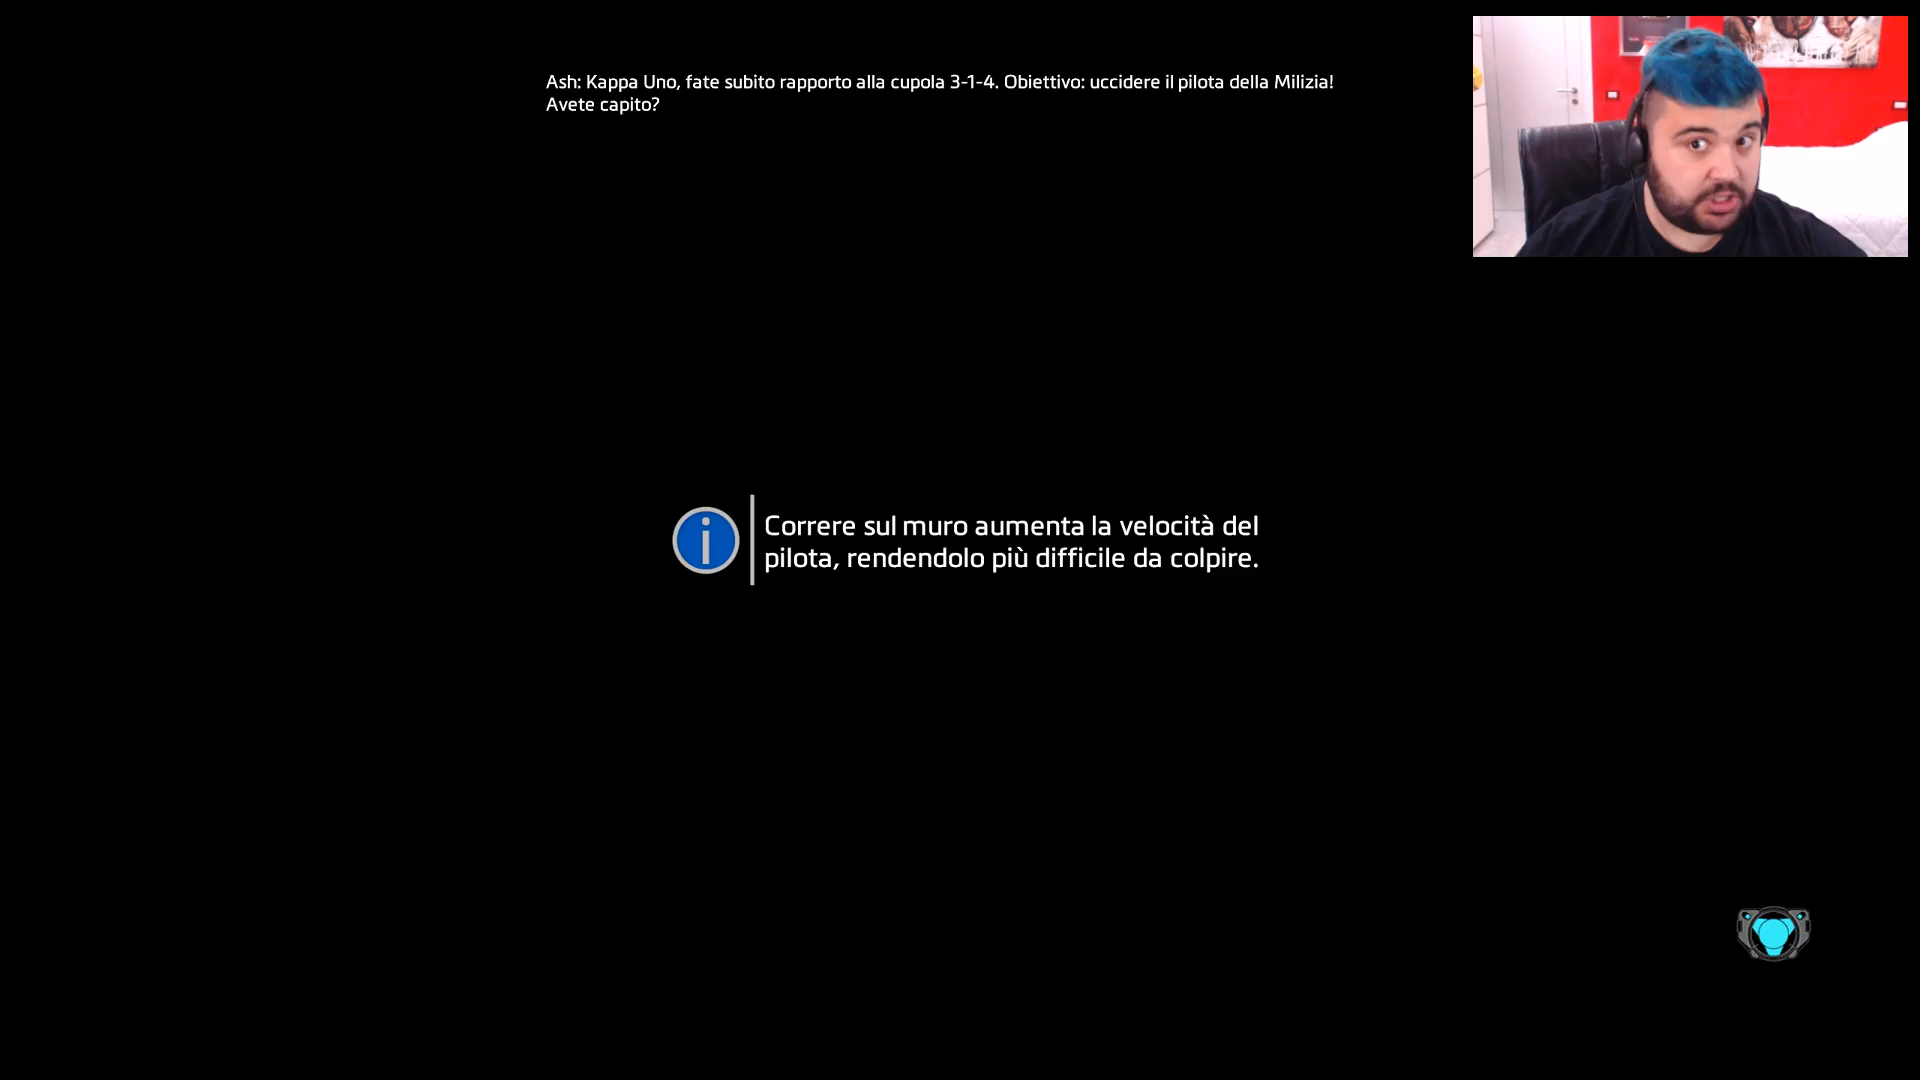 Ash: Kappa Uno, fate subito rapporto alla cupola 3-1-4. Obiettivo: uccidere il pilota della Milizia!
Avete capito?
Correre sul muro aumenta la velocità del
pilota, rendendolo più difficile da colpire.